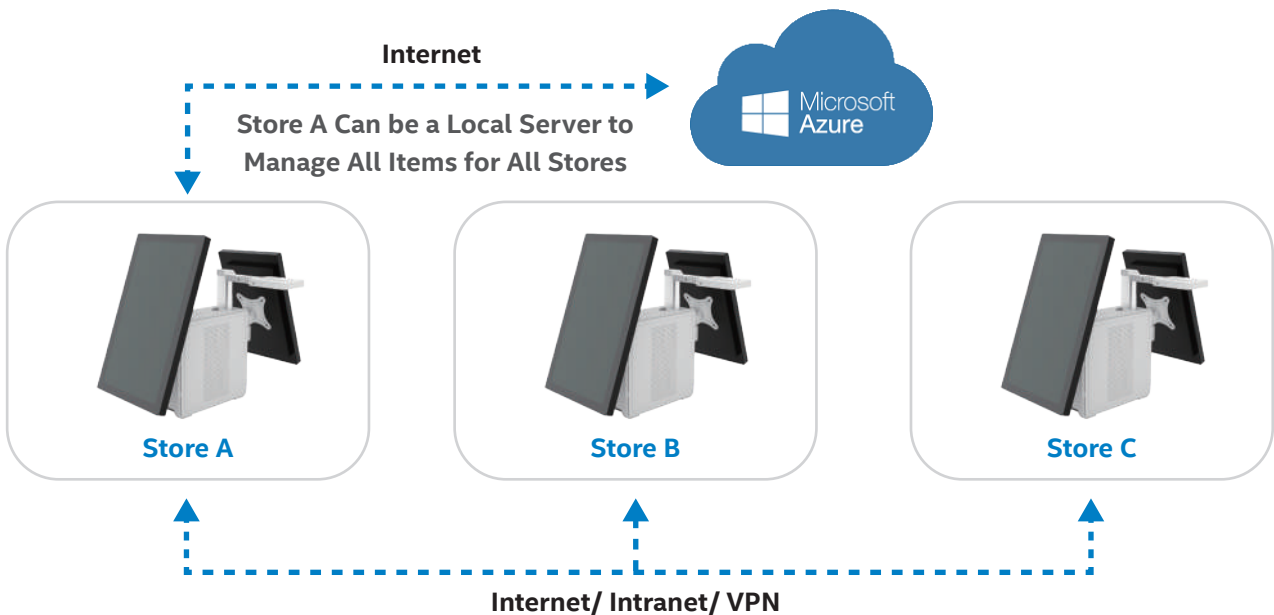 Internet
Microsoft
Azure
Store A Can be a Local Server to
Manage All Items for All Stores
Store A
Store B
Store C
Internet/ Intranet/ VPN